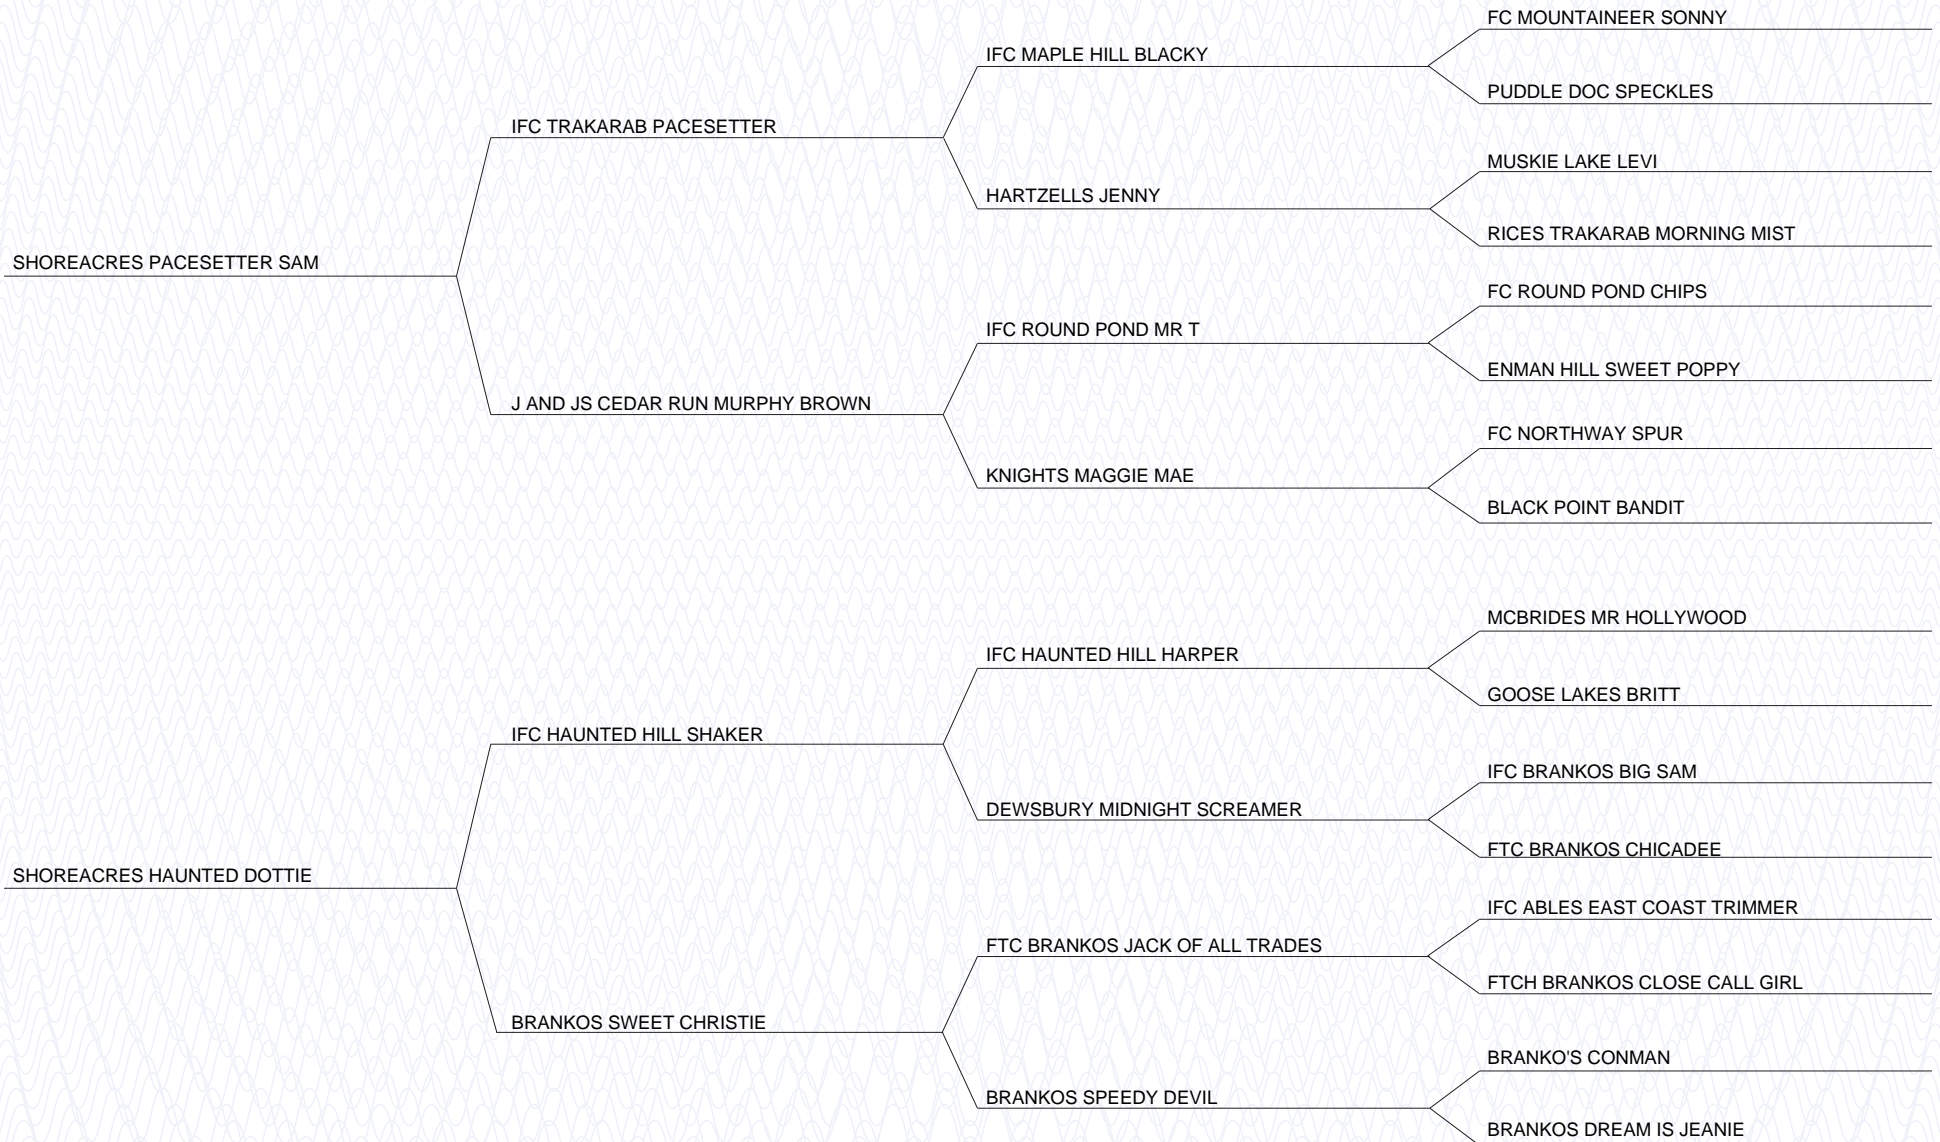 FC MOUNTAINEER SONNY
IFC MAPLE HILL BLACKY
PUDDLE DOC SPECKLES
IFC TRAKARAB PACESETTER
MUSKIE LAKE LEVI
HARTZELLS JENNY
RICES TRAKARAB MORNING MIST
SHOREACRES PACESETTER SAM
FC ROUND POND CHIPS
IFC ROUND POND MR T
ENMAN HILL SWEET POPPY
J AND JS CEDAR RUN MURPHY BROWN
FC NORTHWAY SPUR
KNIGHTS MAGGIE MAE
BLACK POINT BANDIT
MCBRIDES MR HOLLYWOOD
IFC HAUNTED HILL HARPER
GOOSE LAKES BRITT
IFC HAUNTED HILL SHAKER
IFC BRANKOS BIG SAM
DEWSBURY MIDNIGHT SCREAMER
FTC BRANKOS CHICADEE
SHOREACRES HAUNTED DOTTIE
IFC ABLES EAST COAST TRIMMER
FTC BRANKOS JACK OF ALL TRADES
FTCH BRANKOS CLOSE CALL GIRL
BRANKOS SWEET CHRISTIE
BRANKO'S CONMAN
BRANKOS SPEEDY DEVIL
BRANKOS DREAM IS JEANIE